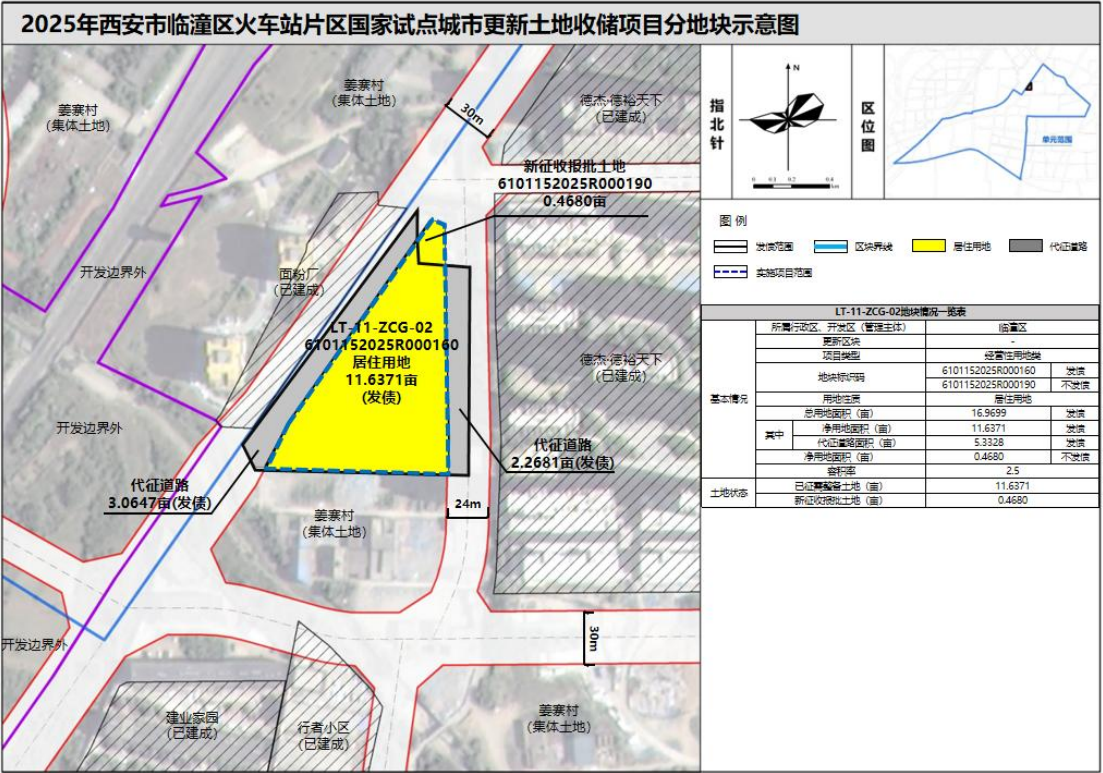 2025年西安市临潼区火车站片区国家试点城市更新土地收储项目分地块示意图
姜寨村
(集体土地)
姜寨村
(集体土地)
30m
德杰·德裕天下
(已建成)
新征收报批土地
6101152025R000190
0.4680亩
开发边界外
面粉厂
(已建成)
LT-11-ZCG-02
6101152025R000160
居住用地
11.6371亩
(发债)
德杰·德裕天下
(已建成)
开发边界外
代征道路
2.2681亩(发债)
代征道路
3.0647亩(发债)
24m
姜寨村
(集体土地)
30m
开发边界外
建业家园
(已建成)
行者小区
(已建成)
姜寨村
(集体土地)
指北针
N
0 0.1 0.2 0.4
km
区位图
单元范围
图 例
发债范围
区块界线
居住用地
代征道路
实施项目范围
LT-11-ZCG-02地块情况一览表
基本情况
所属行政区、开发区（管理主体） 临潼区
更新区块 -
项目类型 经营性用地类
地块标识码 6101152025R000160 发债
6101152025R000190 不发债
用地性质 居住用地
总用地面积（亩） 16.9699 发债
其中 净用地面积（亩） 11.6371 发债
代征道路面积（亩） 5.3328 发债
净用地面积（亩） 0.4680 不发债
容积率 2.5
土地状态
已征需整备土地（亩） 11.6371
新征收报批土地（亩） 0.4680